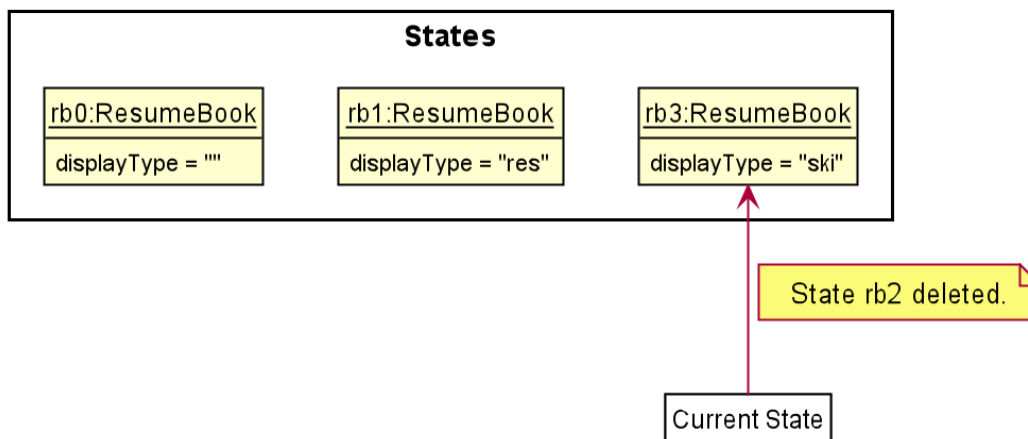 States
rb0:ResumeBook
displayType = ""
rb1:ResumeBook
displayType = "res"
rb3:ResumeBook
displayType = "ski"
State rb2 deleted.
Current State